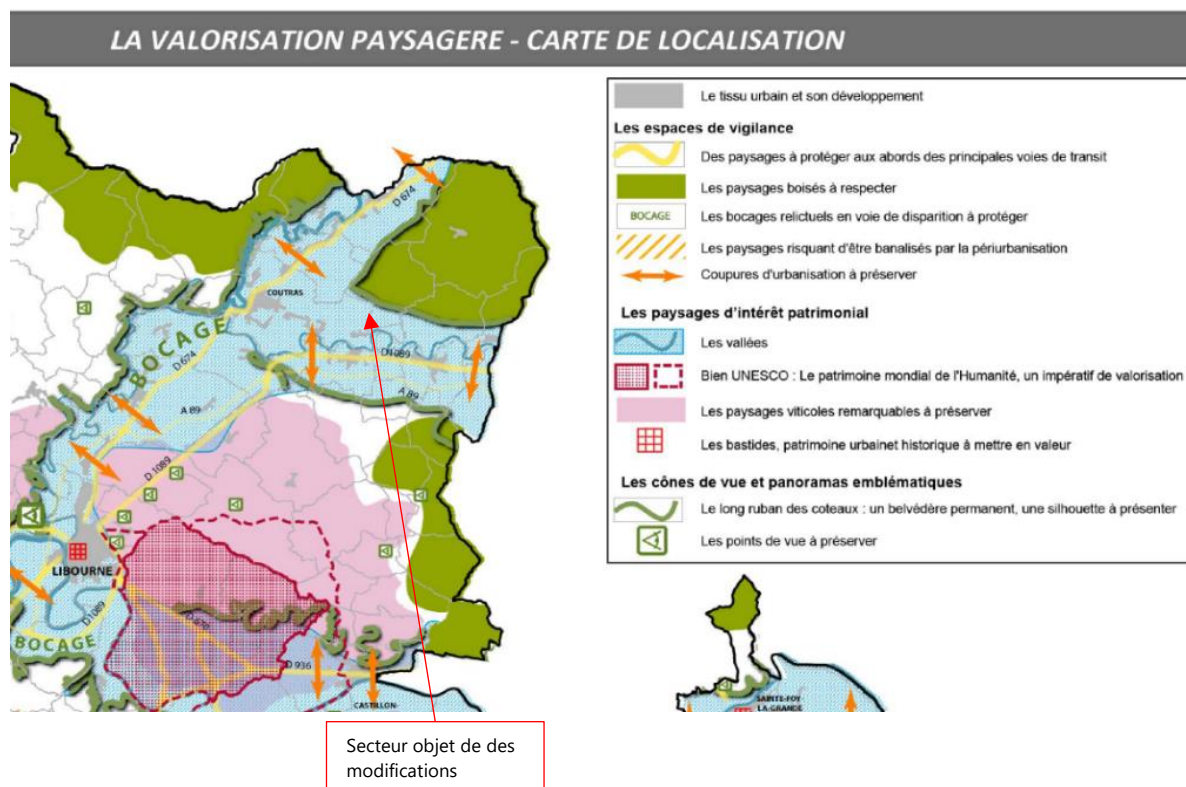 LA VALORISATION PAYSAGERE - CARTE DE LOCALISATION
Le tissu urbain et son développement
Les espaces de vigilance
Des paysages à protéger aux abords des principales voies de transit
Les paysages boisés à respecter
BOCAGE
Les bocages relictuels en voie de disparition à protéger
Les paysages risquant d'être banalisés par la périurbanisation
Coupures d'urbanisation à préserver
Les paysages d'intérêt patrimonial
Les vallées
Bien UNESCO : Le patrimoine mondial de l'Humanité, un impératif de valorisation
Les paysages viticoles remarquables à préserver
Les bastides, patrimoine urbainet historique à mettre en valeur
Les cônes de vue et panoramas emblématiques
Le long ruban des coteaux : un belvédère permanent, une silhouette à présenter
Les points de vue à préserver
D 674
COUTRAS
BOCAGE
D 674
D1089
A 89
A 89
D 1089
LIBOURNE
D1089
BOCAGE
D 670
D 936
CASTILLON-
SAINTE-FOY-
LA-GRANDE
Secteur objet de des
modifications